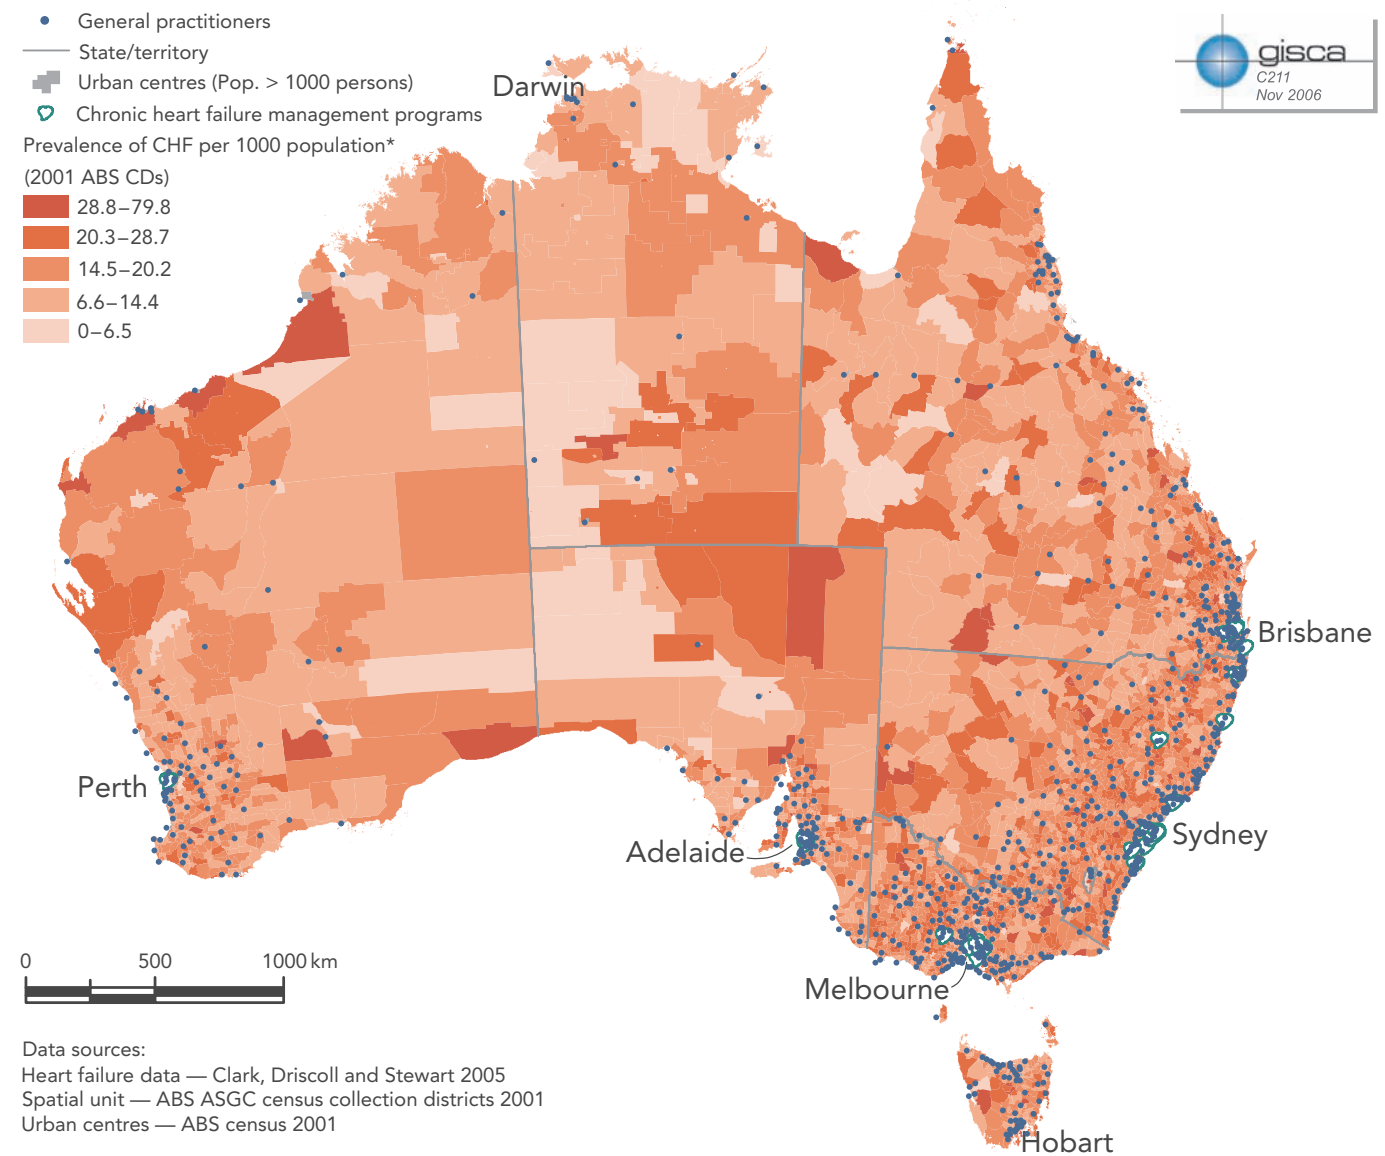 General practitioners
State/territory
Urban centres (Pop. > 1000 persons)
Chronic heart failure management programs
Prevalence of CHF per 1000 population*
(2001 ABS CDs)
28.8–79.8
20.3–28.7
14.5–20.2
6.6–14.4
0–6.5
gisca
C211
Nov 2006
Darwin
Brisbane
Perth
Sydney
Adelaide
Melbourne
Hobart
0 500 1000 km
Data sources:
Heart failure data — Clark, Driscoll and Stewart 2005
Spatial unit — ABS ASGC census collection districts 2001
Urban centres — ABS census 2001